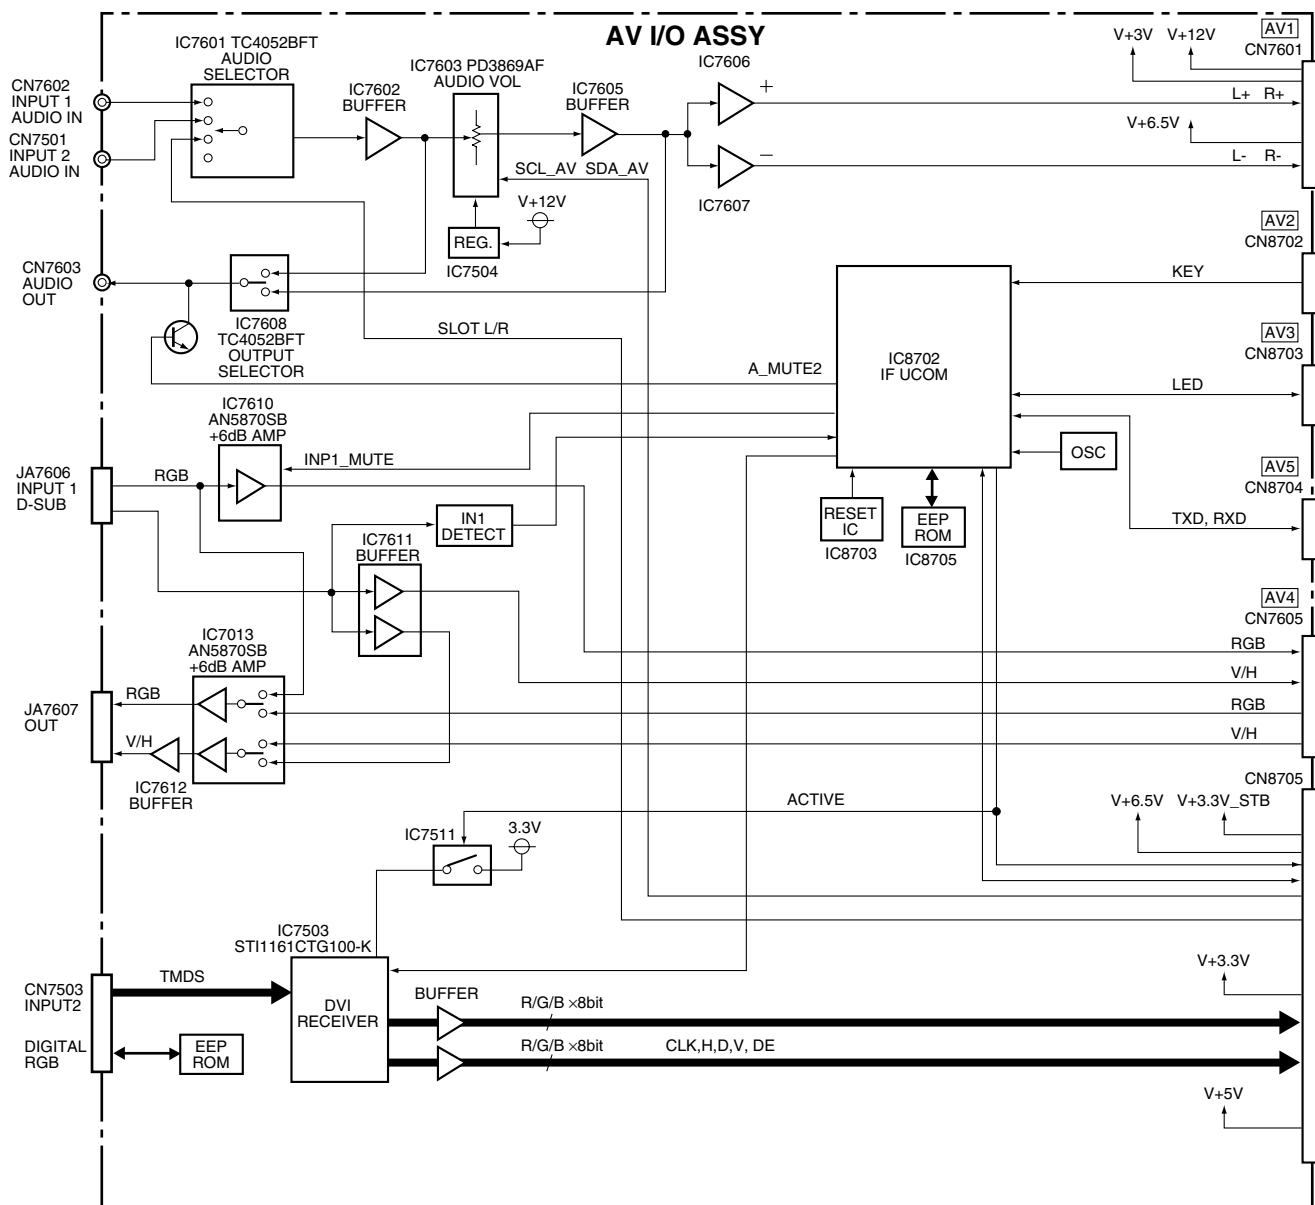 AV I/O ASSY
IC7601 TC4052BFT
AUDIO
SELECTOR
CN7602
INPUT 1
AUDIO IN
CN7501
INPUT 2
AUDIO IN
IC7602
BUFFER
IC7603 PD3869AF
AUDIO VOL
IC7605
BUFFER
IC7606
+
−
IC7607
V+3V
V+12V
AV1
CN7601
L+ R+
V+6.5V
L- R-
SCL_AV SDA_AV
V+12V
REG.
IC7504
AV2
CN8702
KEY
CN7603
AUDIO
OUT
IC7608
TC4052BFT
OUTPUT
SELECTOR
SLOT L/R
A_MUTE2
IC8702
IF UCOM
AV3
CN8703
LED
OSC
AV5
CN8704
TXD, RXD
IC7610
AN5870SB
+6dB AMP
INP1_MUTE
JA7606
INPUT 1
D-SUB
RGB
IN1
DETECT
RESET
IC
IC8703
EEP
ROM
IC8705
IC7611
BUFFER
AV4
CN7605
RGB
V/H
RGB
V/H
IC7013
AN5870SB
+6dB AMP
JA7607
OUT
RGB
V/H
IC7612
BUFFER
CN8705
V+6.5V
V+3.3V_STB
ACTIVE
IC7511
3.3V
IC7503
STI1161CTG100-K
DVI
RECEIVER
CN7503
INPUT2
TMDS
DIGITAL
RGB
EEP
ROM
BUFFER
R/G/B ×8bit
R/G/B ×8bit
CLK,H,D,V, DE
V+3.3V
V+5V